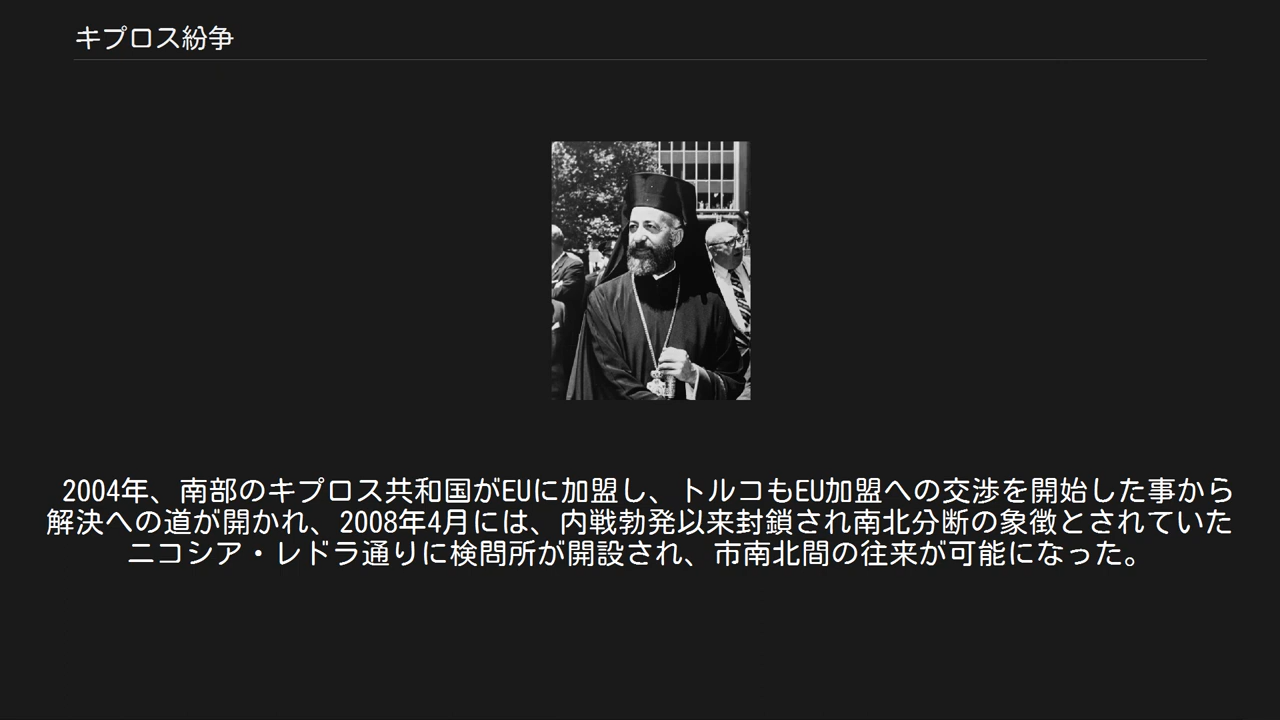 キプロス紛争
2004年、南部のキプロス共和国がEUに加盟し、トルコもEU加盟への交渉を開始した事から
解決への道が開かれ、2008年4月には、内戦勃発以来封鎖され南北分断の象徴とされていた
ニコシア・レドラ通りに検問所が開設され、市南北間の往来が可能になった。